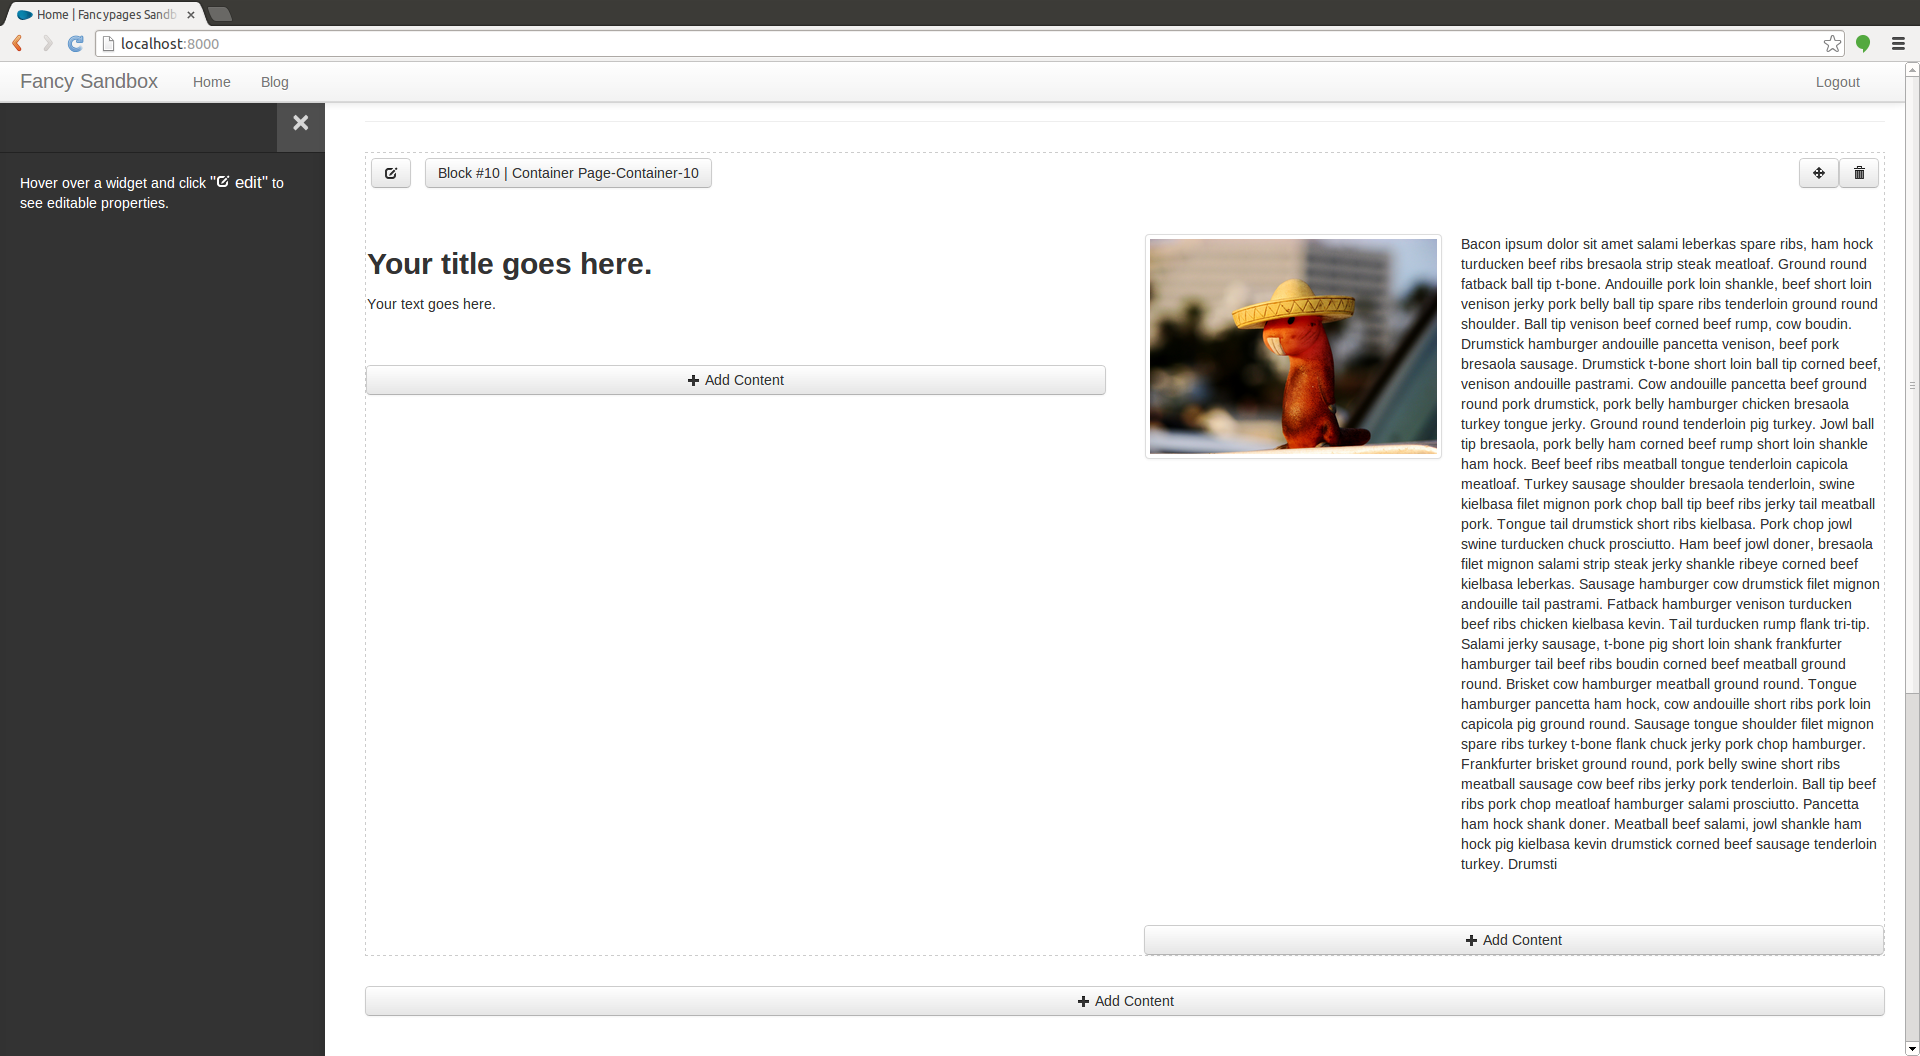 Home | Fancypages Sandb
localhost:8000
Fancy Sandbox
Home
Blog
Logout
Hover over a widget and click "edit" to
see editable properties.
Block #10 | Container Page-Container-10
Your title goes here.
Your text goes here.
Add Content
Bacon ipsum dolor sit amet salami leberkas spare ribs, ham hock
turducken beef ribs bresaola strip steak meatloaf. Ground round
fatback ball tip t-bone. Andouille pork loin shankle, beef short loin
venison jerky pork belly ball tip spare ribs tenderloin ground round
shoulder. Ball tip venison beef corned beef rump, cow boudin.
Drumstick hamburger andouille pancetta venison, beef pork
bresaola sausage. Drumstick t-bone short loin ball tip corned beef,
venison andouille pastrami. Cow andouille pancetta beef ground
round pork drumstick, pork belly hamburger chicken bresaola
turkey tongue jerky. Ground round tenderloin pig turkey. Jowl ball
tip bresaola, pork belly ham corned beef rump short loin shankle
ham hock. Beef beef ribs meatball tongue tenderloin capicola
meatloaf. Turkey sausage shoulder bresaola tenderloin, swine
kielbasa filet mignon pork chop ball tip beef ribs jerky tail meatball
pork. Tongue tail drumstick short ribs kielbasa. Pork chop jowl
swine turducken chuck prosciutto. Ham beef jowl doner, bresaola
filet mignon salami strip steak jerky shankle ribeye corned beef
kielbasa leberkas. Sausage hamburger cow drumstick filet mignon
andouille tail pastrami. Fatback hamburger venison turducken
beef ribs chicken kielbasa kevin. Tail turducken rump flank tri-tip.
Salami jerky sausage, t-bone pig short loin shank frankfurter
hamburger tail beef ribs boudin corned beef meatball ground
round. Brisket cow hamburger meatball ground round. Tongue
hamburger pancetta ham hock, cow andouille short ribs pork loin
capicola pig ground round. Sausage tongue shoulder filet mignon
spare ribs turkey t-bone flank chuck jerky pork chop hamburger.
Frankfurter brisket ground round, pork belly swine short ribs
meatball sausage cow beef ribs jerky pork tenderloin. Ball tip beef
ribs pork chop meatloaf hamburger salami prosciutto. Pancetta
ham hock shank doner. Meatball beef salami, jowl shankle ham
hock pig kielbasa kevin drumstick corned beef sausage tenderloin
turkey. Drumsti
Add Content
Add Content